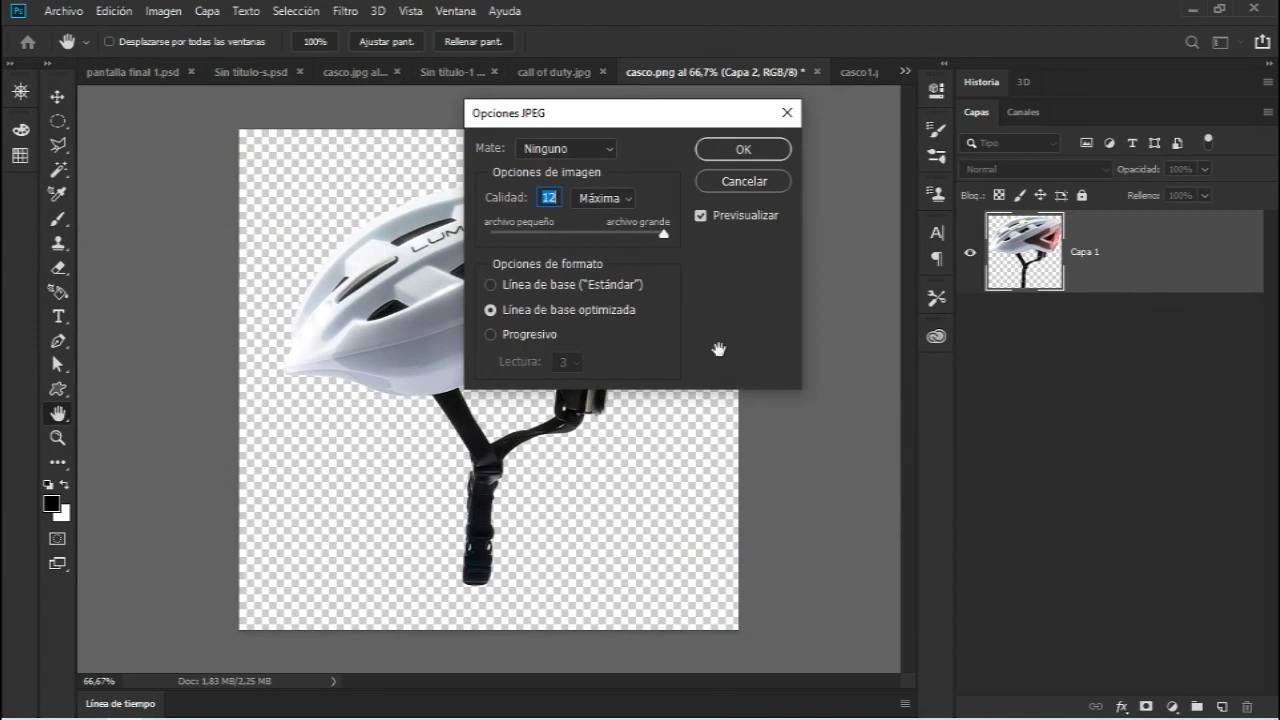 Ps Archivo Edición Imagen Capa Texto Selección Filtro 3D Vista Ventana Ayuda
Desplazarse por todas las ventanas 100% Ajustar pant. Rellenar pant.
pantalla final 1.psd × Sin título-s.psd × casco.jpg al... × Sin título-1 ... × call of duty.jpg × casco.png al 66,7% (Capa 2, RGB/8) * × casco1.j
Opciones JPEG
Mate: Ninguno
OK
Opciones de imagen
Cancelar
Calidad: 12 Máxima
Previsualizar
archivo pequeño archivo grande
Opciones de formato
Línea de base ("Estándar")
Línea de base optimizada
Progresivo
Lectura: 3
LUM
Historia 3D
Capas Canales
Tipo
Normal Opacidad: 100%
Bloq.: Relleno: 100%
Capa 1
66,67% Doc: 1,83 MB/2,25 MB
Línea de tiempo